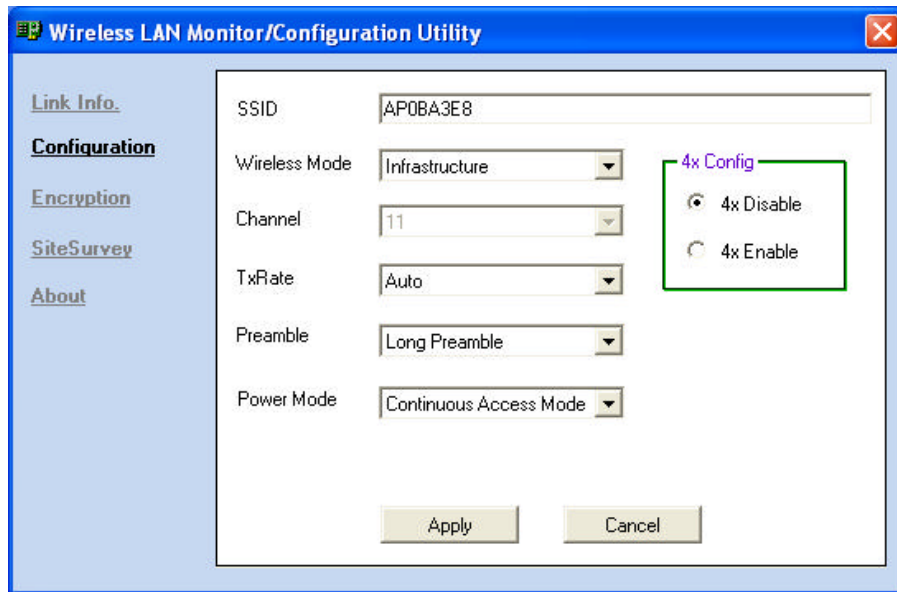 Wireless LAN Monitor/Configuration Utility
Link Info.
Configuration
Encryption
SiteSurvey
About
SSID
AP0BA3E8
Wireless Mode
Infrastructure
Channel
11
TxRate
Auto
Preamble
Long Preamble
Power Mode
Continuous Access Mode
4x Config
4x Disable
4x Enable
Apply
Cancel